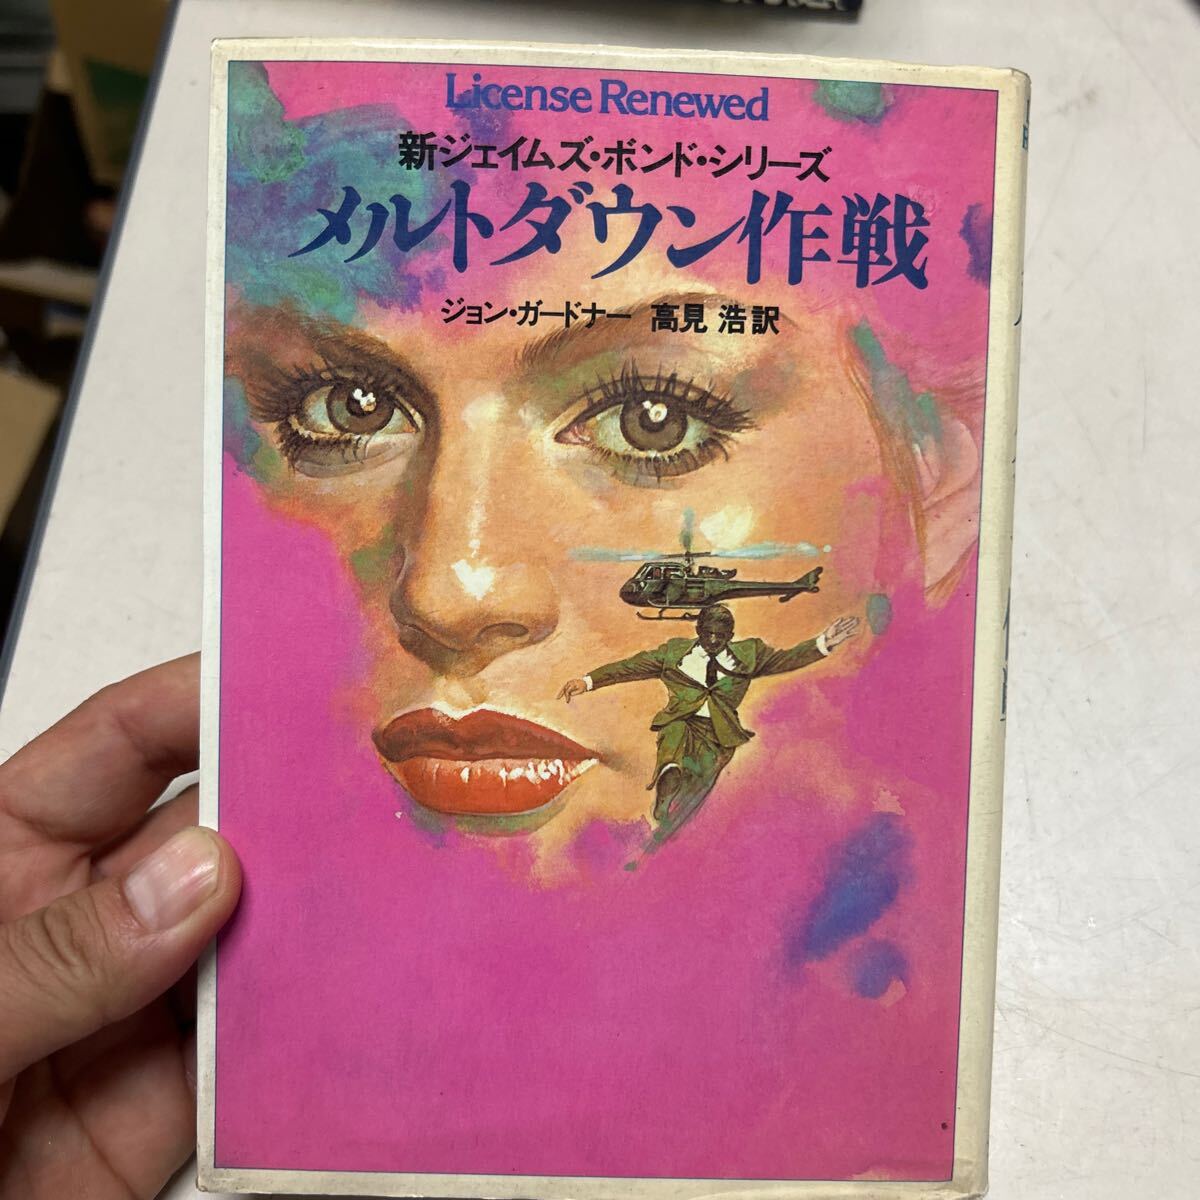 License Renewed
新ジェイムズ・ボンド・シリーズ
メルトダウン作戦
ジョン・ガードナー 高見 浩訳